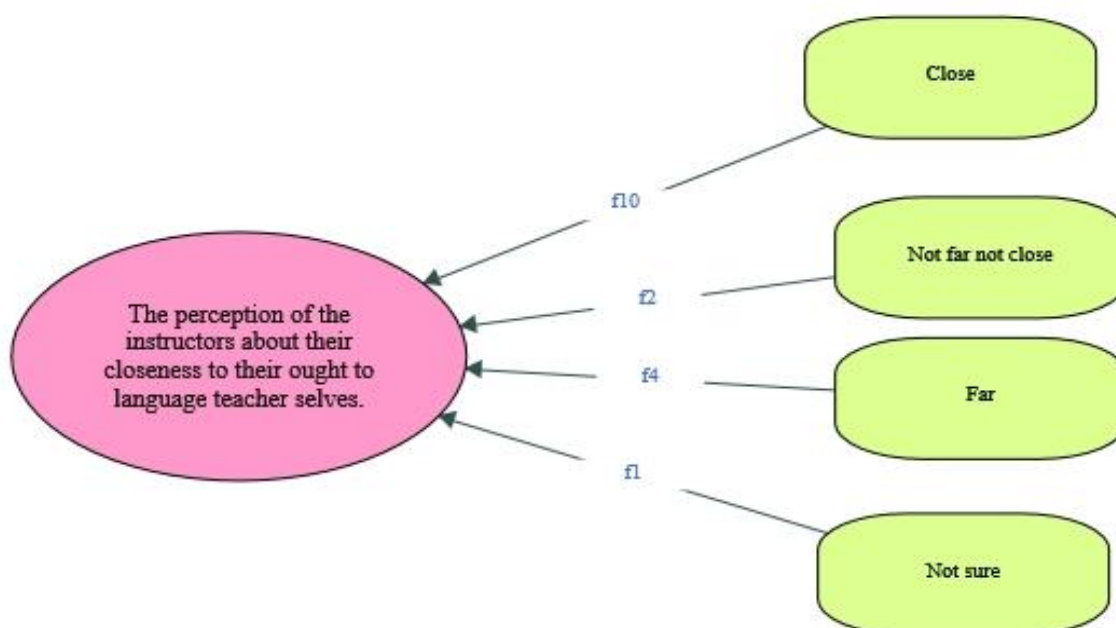 Close
f10
Not far not close
f2
The perception of the
instructors about their
closeness to their ought to
language teacher selves.
f4
Far
f1
Not sure